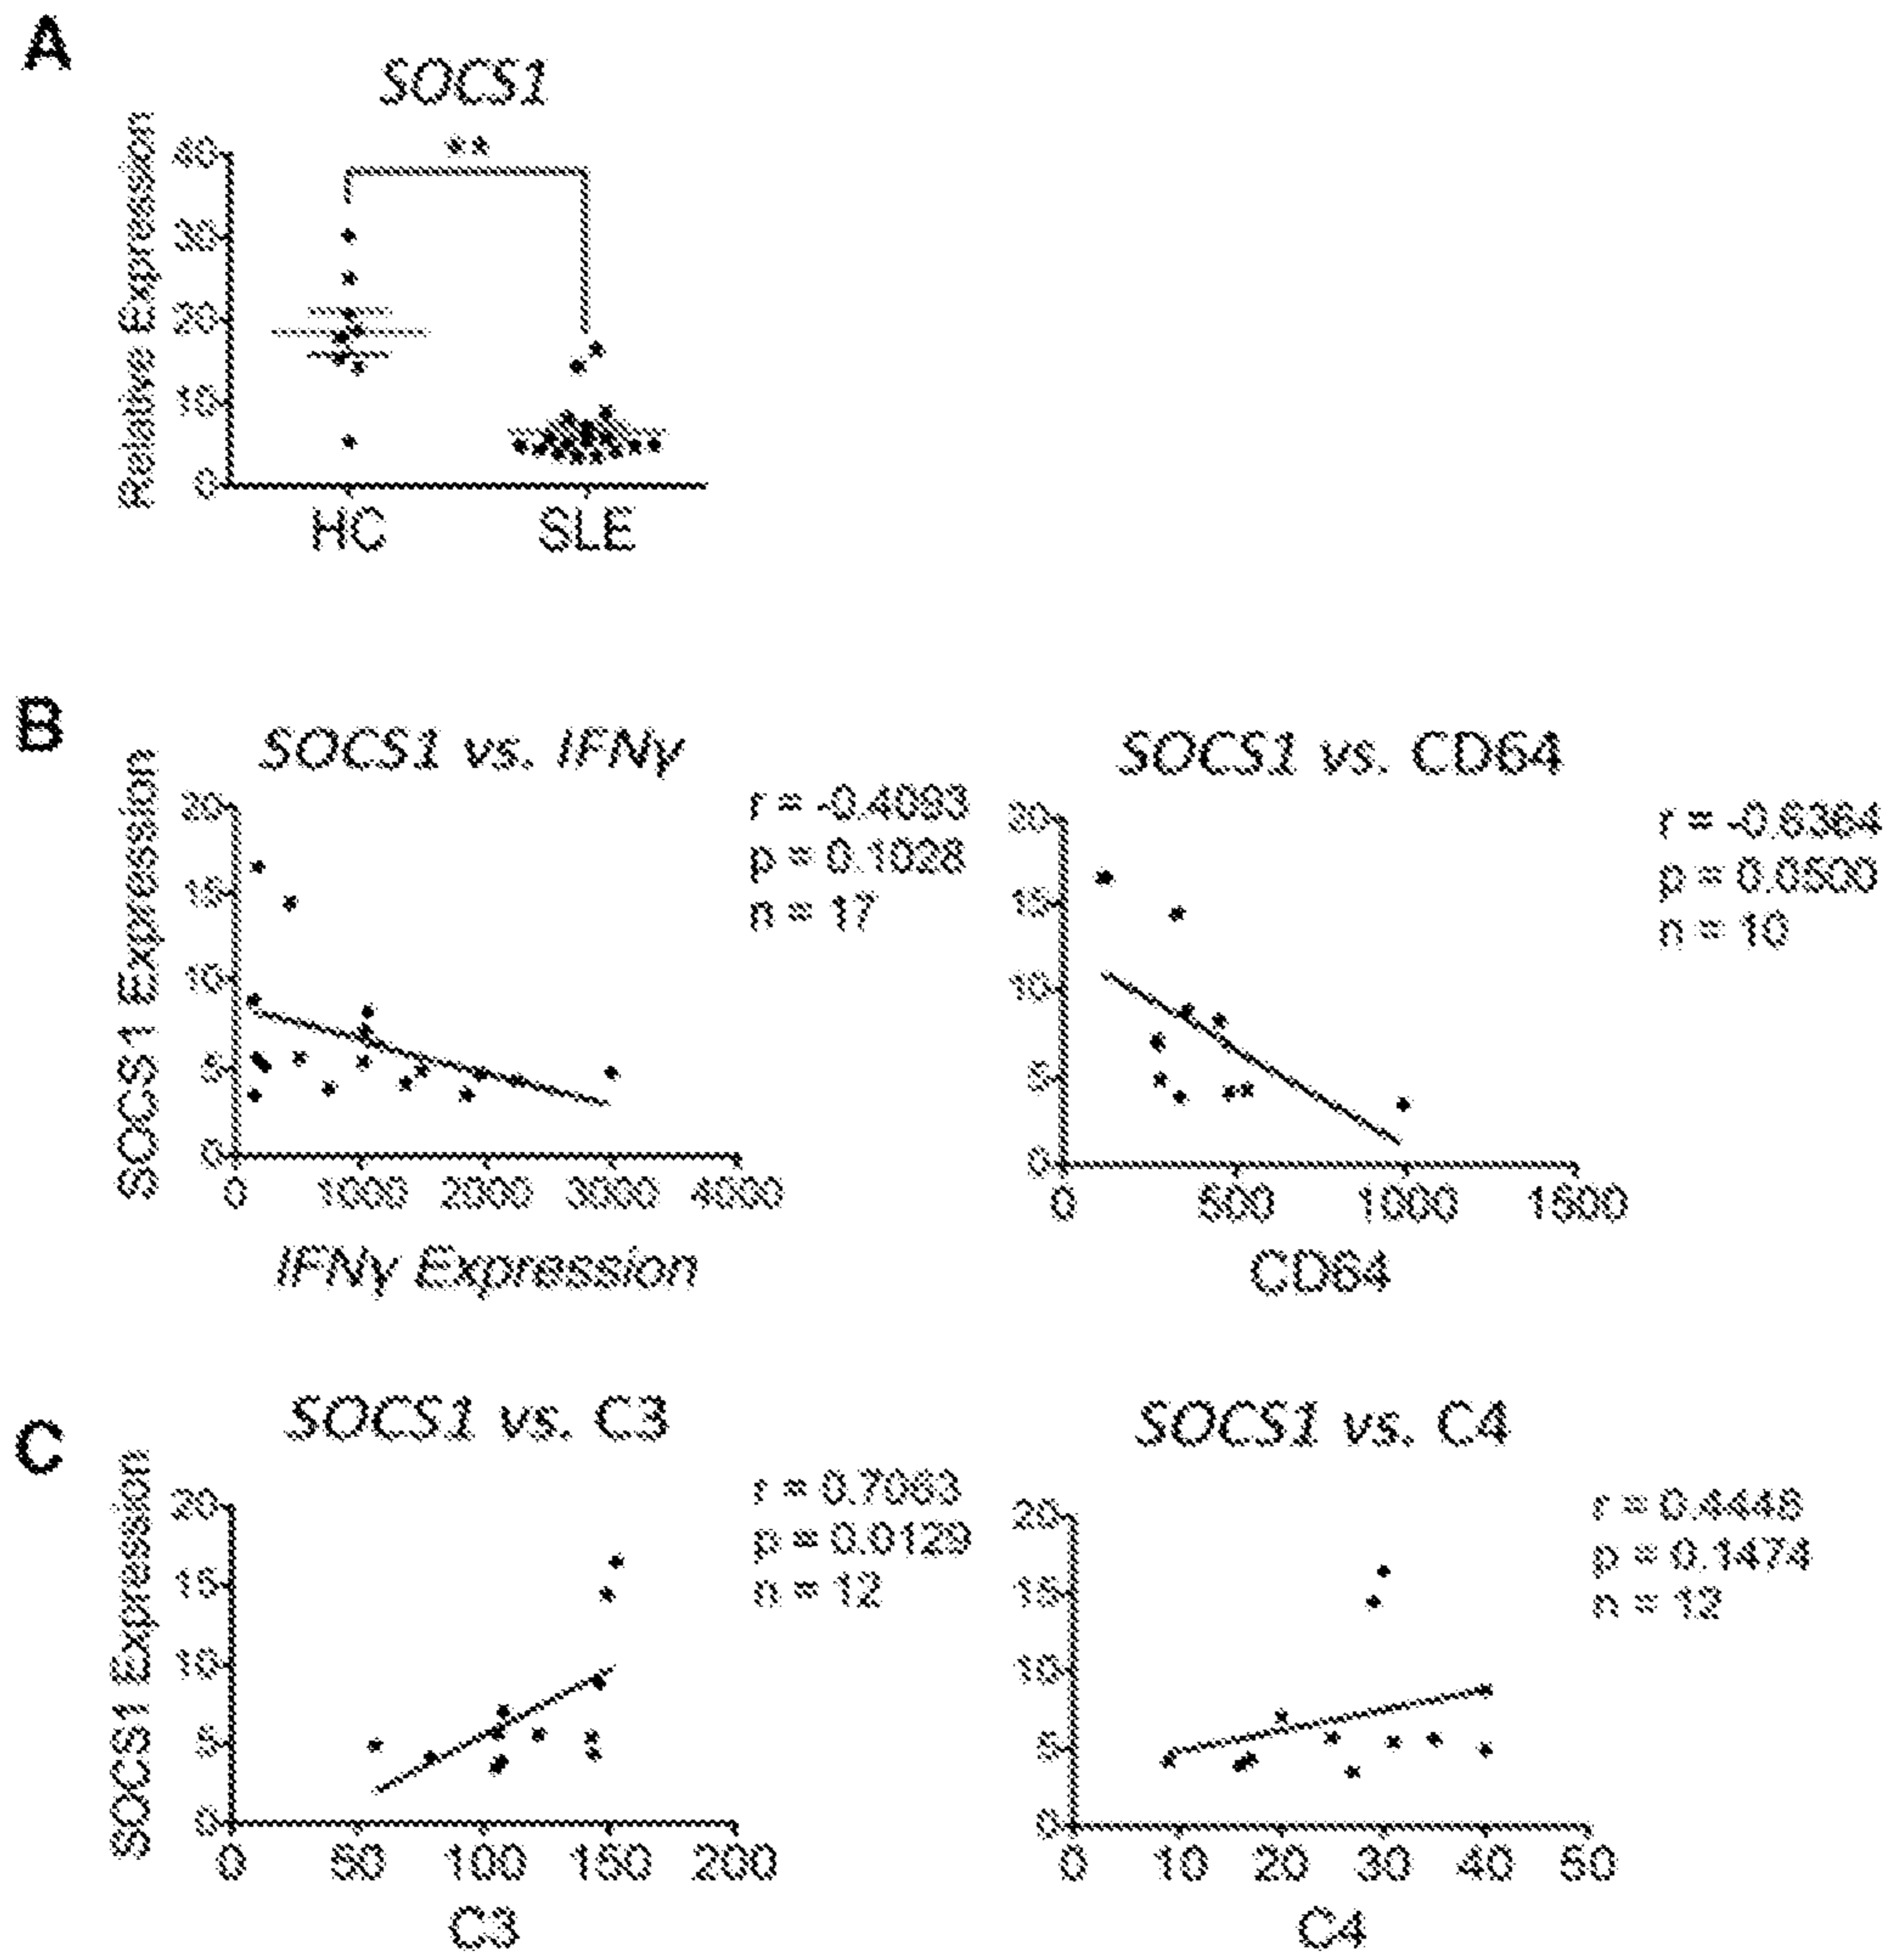 A
SOCS1
**
Relative Expression
40
30
20
10
0
HC
SLE
B
SOCS1 vs. IFNγ
SOCS1 Expression
20
15
10
5
0
0 1000 2000 3000 4000
IFNγ Expression
r = -0.4093
p = 0.1028
n = 17
SOCS1 vs. CD64
20
15
10
5
0
0 500 1000 1500
CD64
r = -0.6364
p = 0.0500
n = 10
C
SOCS1 vs. C3
SOCS1 Expression
20
15
10
5
0
0 50 100 150 200
C3
r = 0.7063
p = 0.0129
n = 12
SOCS1 vs. C4
20
15
10
5
0
0 10 20 30 40 50
C4
r = 0.4446
p = 0.1474
n = 12